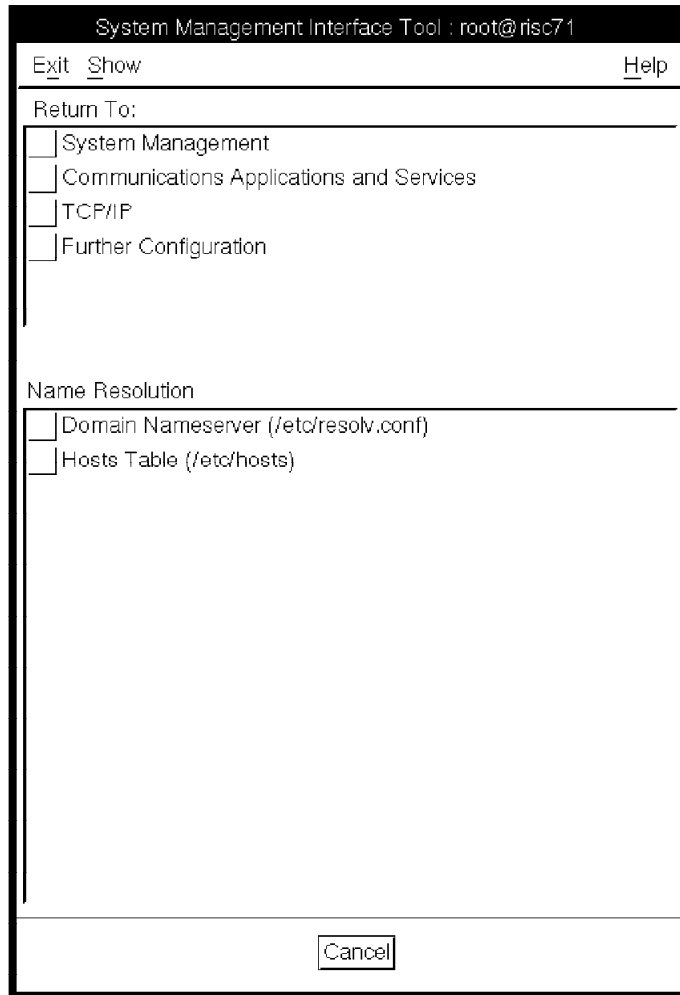 System Management Interface Tool : root@risc71
Exit Show Help
Return To:
System Management
Communications Applications and Services
TCP/IP
Further Configuration
Name Resolution
Domain Nameserver (/etc/resolv.conf)
Hosts Table (/etc/hosts)
Cancel